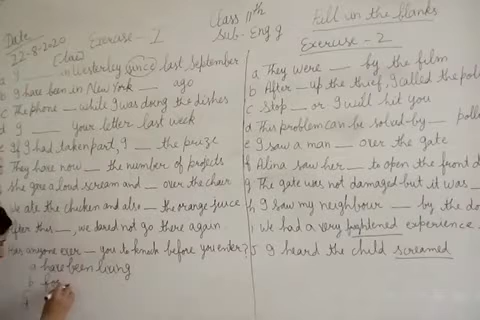 Date
22-8-2020
Class 11th
Sub- Eng g
Fill in the blanks
Clae Exercise - 1
a I ___ in Westerley since last September
b I have been in New York ___ ago
c The phone ___ while I was doing the dishes
d I ___ your letter last week
e If I had taken part, I ___ the prize
f They have now ___ the number of projects
she gave a loud scream and ___ over the chair
we ate the chicken and also ___ the orange juice
After this ___, we dared not go there again
Has anyone ever ___ you to knock before you enter?
a have been living
b for
Exercise - 2
a They were ___ by the film
b After ___ up the thief, I called the
c Stop ___ or I will hit you
d This problem can be solved by ___
e I saw a man ___ over the gate
f Alina saw her ___ to open the front
g The gate was not damaged but it was ___
h I saw my neighbour ___ by the
i we had a very frightened experience.
j I heard the child screamed